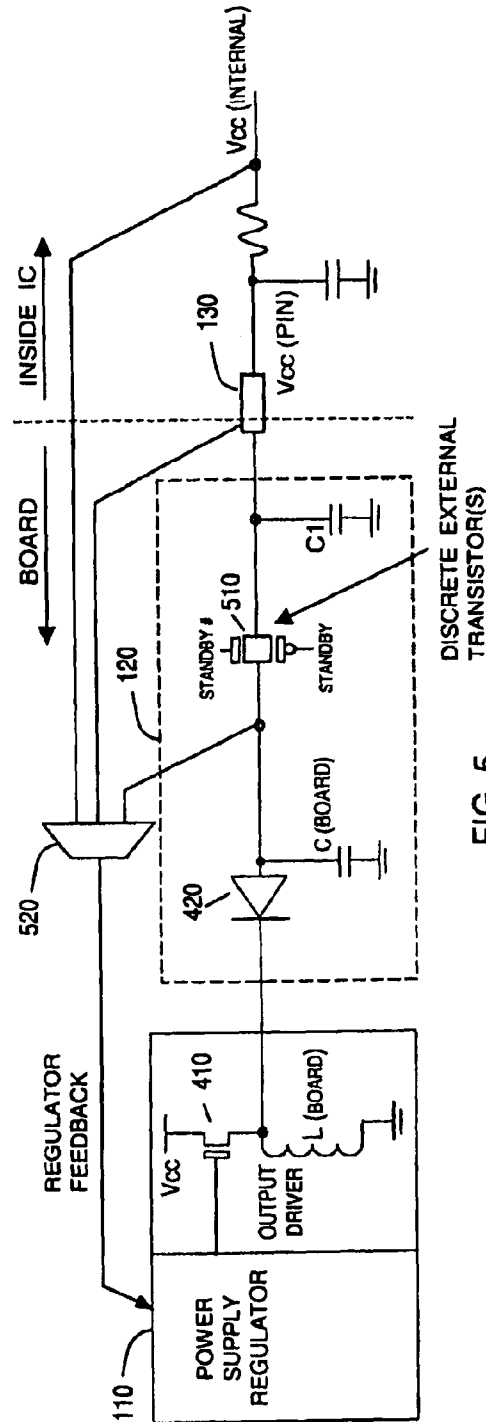 BOARD
INSIDE IC
REGULATOR
FEEDBACK
520
120
130
Vcc (INTERNAL)
Vcc (PIN)
110
POWER
SUPPLY
REGULATOR
Vcc
410
OUTPUT
DRIVER
L (BOARD)
420
C (BOARD)
STANDBY #
510
STANDBY
C1
DISCRETE EXTERNAL
TRANSISTOR(S)
FIG. 5